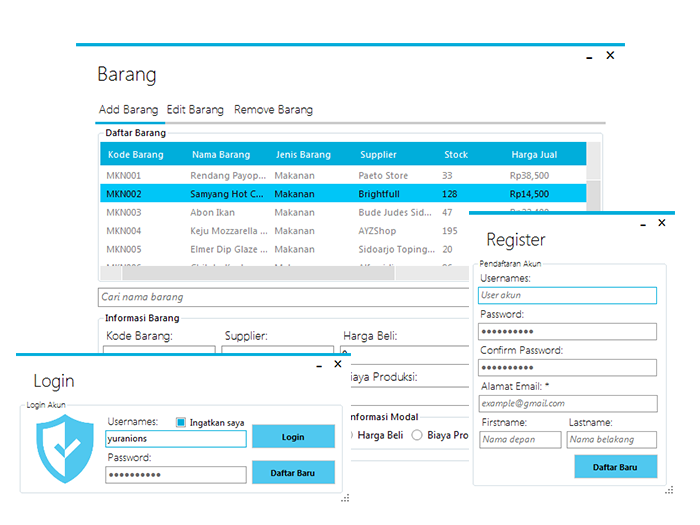 Barang
Add Barang Edit Barang Remove Barang
Daftar Barang
Kode Barang Nama Barang Jenis Barang Supplier Stock Harga Jual
MKN001 Rendang Payop... Makanan Paeto Store 33 Rp38,500
MKN002 Samyang Hot C... Makanan Brightfull 128 Rp14,500
MKN003 Abon Ikan Makanan Bude Judes Sid... 47
MKN004 Keju Mozzarella ... Makanan AYZShop 195
MKN005 Elmer Dip Glaze ... Makanan Sidoarjo Toping... 20
Cari nama barang
Informasi Barang
Kode Barang: Supplier: Harga Beli:
Biaya Produksi:
Informasi Modal
Harga Beli Biaya Pro
Register
Pendaftaran Akun
Usernames:
User akun
Password:
Confirm Password:
Alamat Email: *
example@gmail.com
Firstname: Lastname:
Nama depan Nama belakang
Daftar Baru
Login
Login Akun
Usernames: Ingatkan saya
yuranions Login
Password:
Daftar Baru